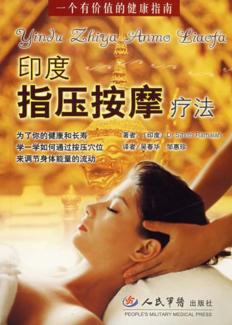 一个有价值的健康指南
Yindu Zhiya Anmo Liaofa
印度
指压按摩 疗法
为了你的健康和长寿
学一学如何通过按压穴位
来调节身体能量的流动
著者 （印度）
译者 吴春华 邹惠珍
人民军医出版社
PEOPLE'S MILITARY MEDICAL PRESS